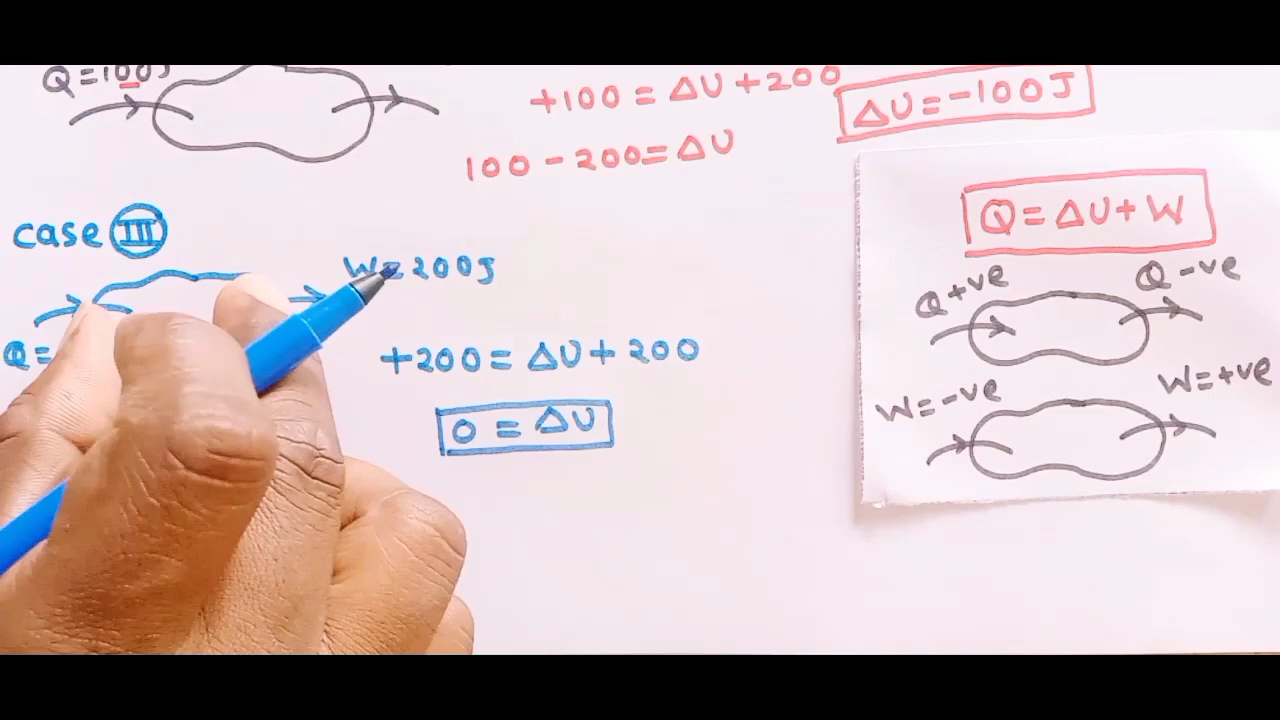 Q=100J
+100 = ΔU+200
ΔU=-100J
100-200=ΔU
case III
W=200J
Q=
+200 = ΔU+ 200
0 = ΔU
Q=ΔU+W
Q+ve
Q-ve
W=-ve
W=+ve